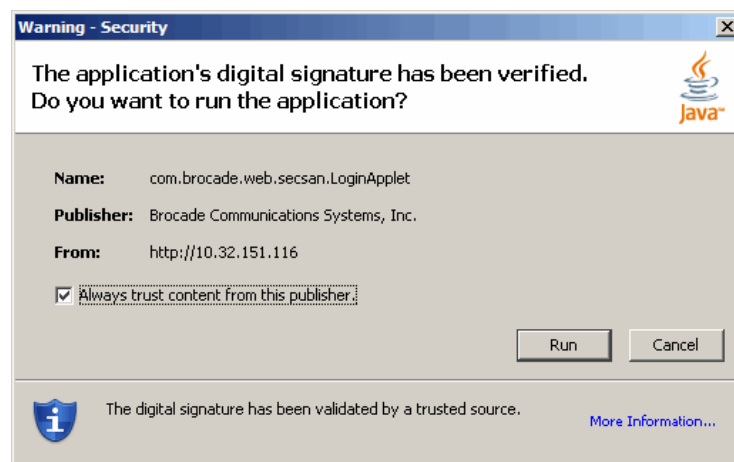 Warning - Security
The application's digital signature has been verified.
Do you want to run the application?
Java™
Name: com.brocade.web.secsan.LoginApplet
Publisher: Brocade Communications Systems, Inc.
From: http://10.32.151.116
Always trust content from this publisher.
Run Cancel
The digital signature has been validated by a trusted source.
More Information...